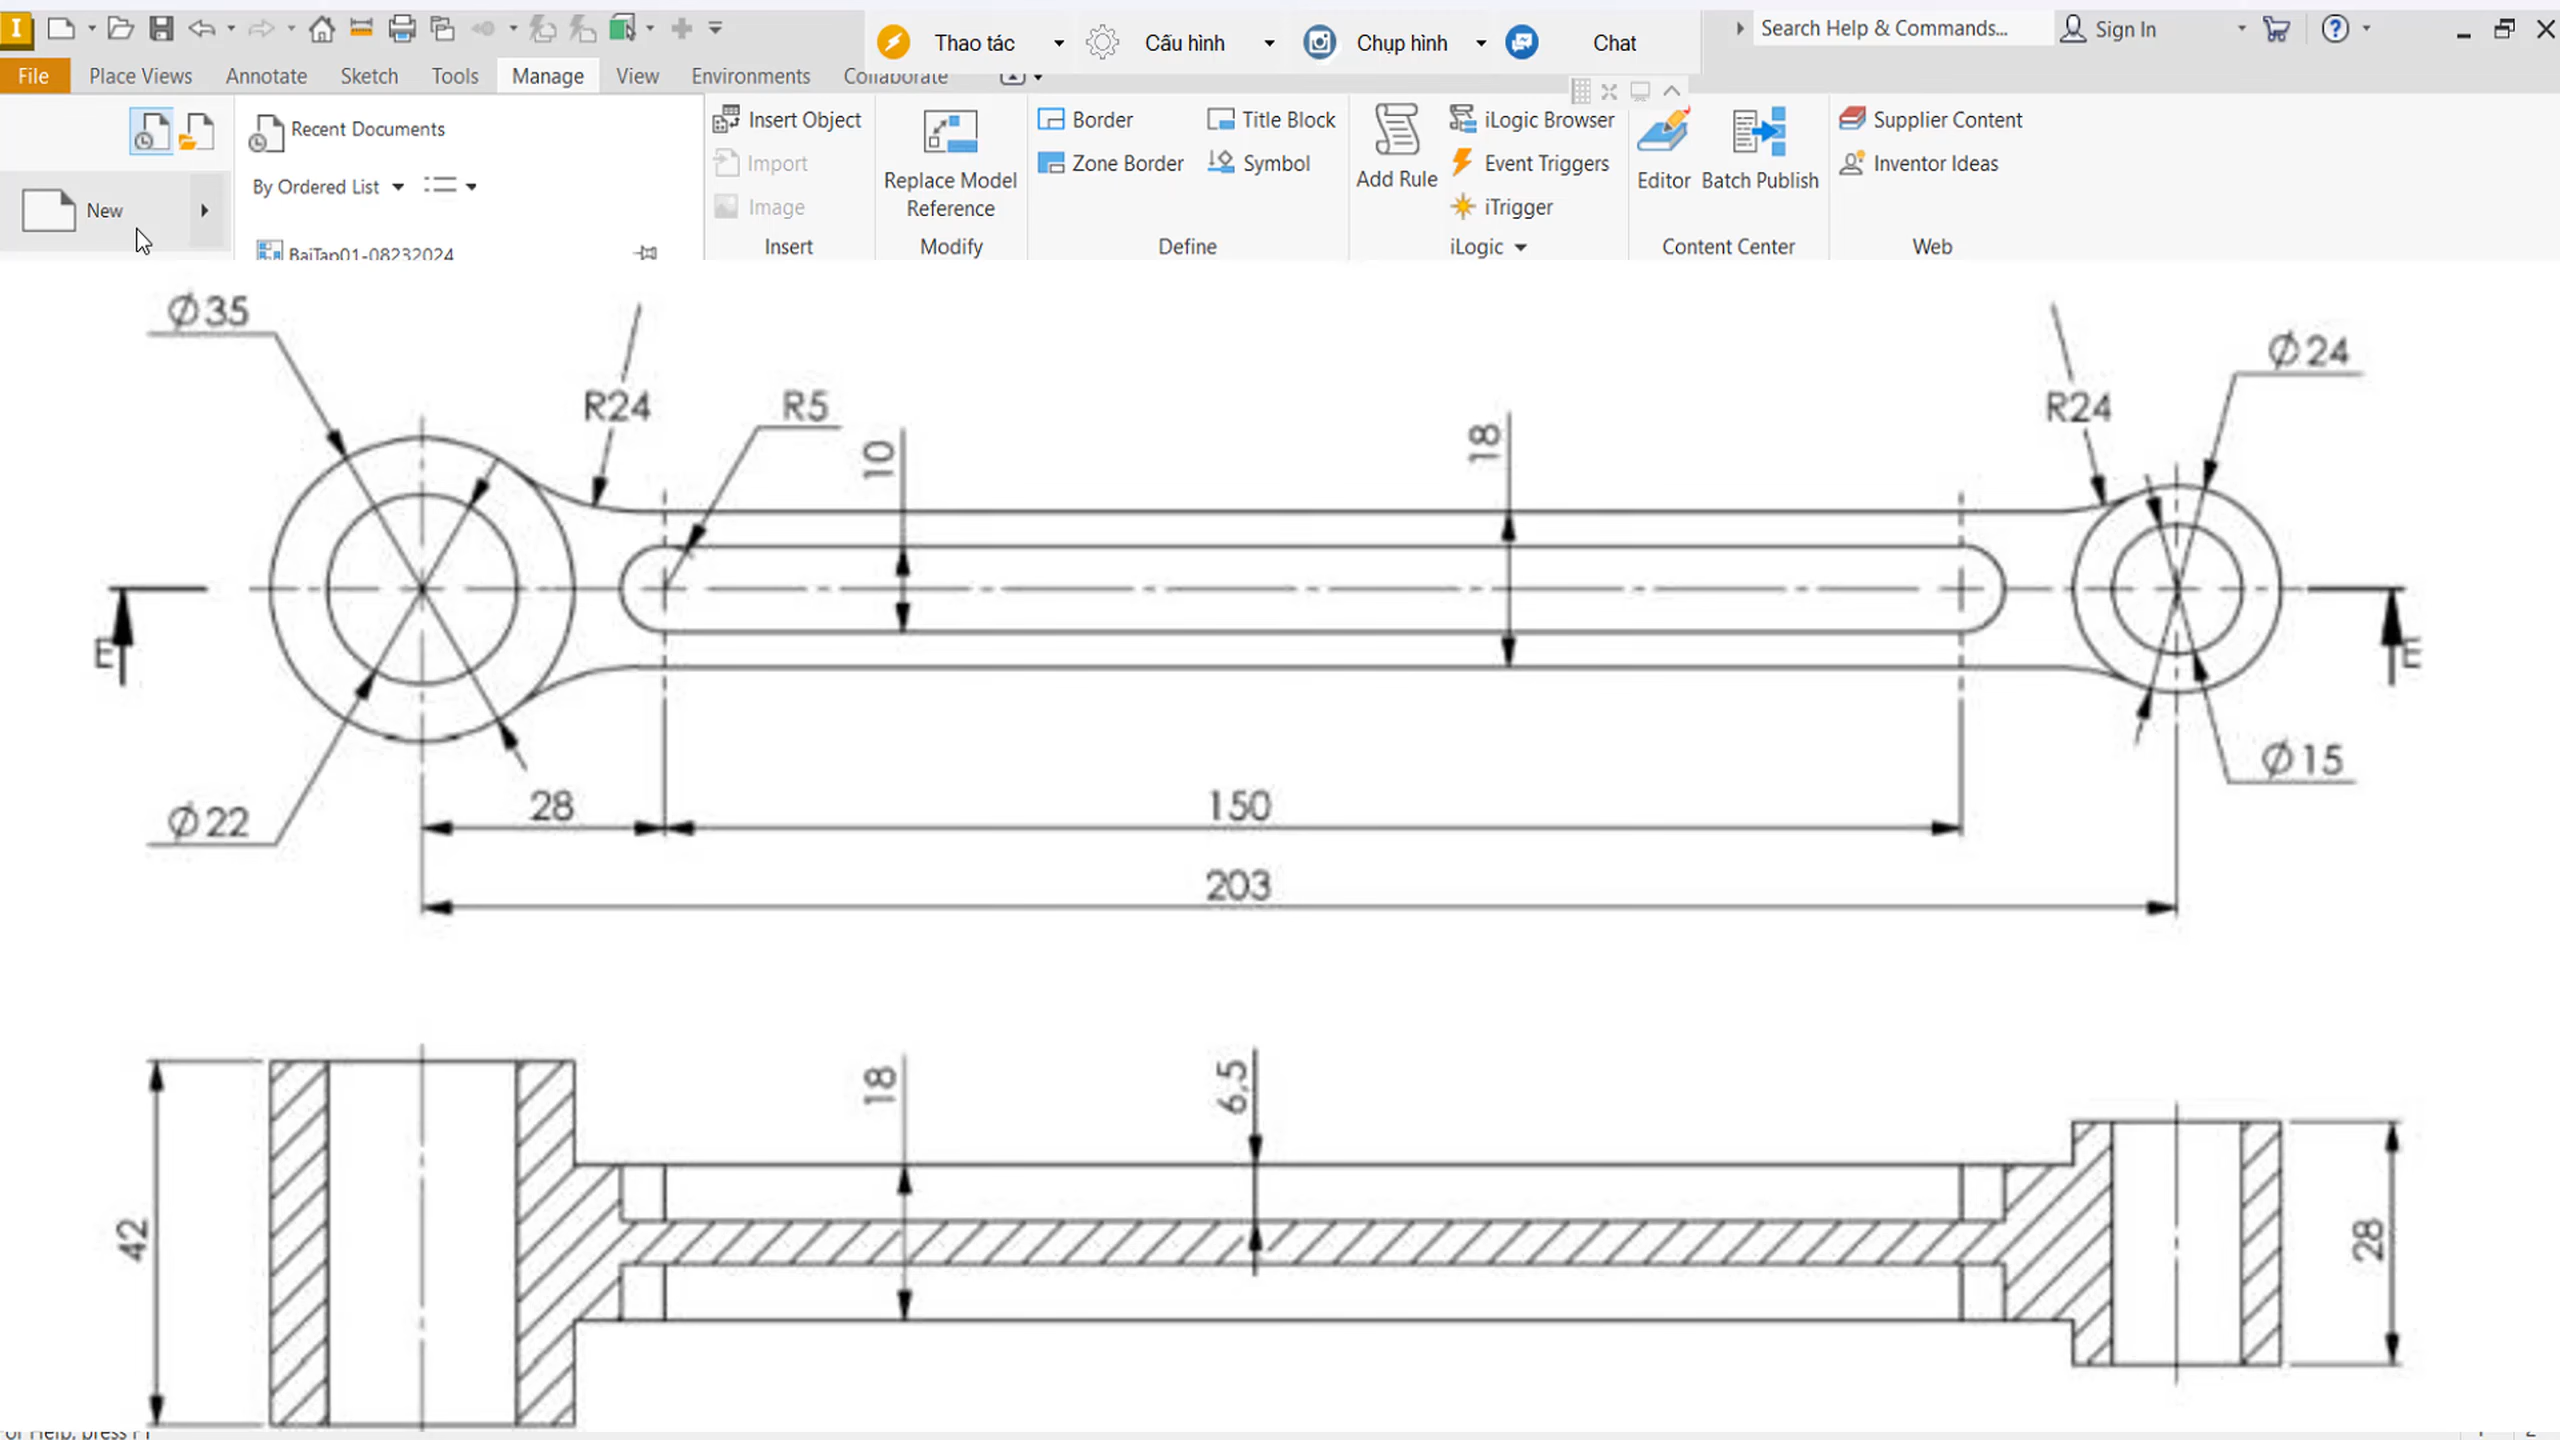 I
Thao tác
Cấu hình
Chụp hình
Chat
Search Help & Commands...
Sign In
File
Place Views
Annotate
Sketch
Tools
Manage
View
Environments
Collaborate
Recent Documents
By Ordered List
New
BaiTap01-08232024
Insert Object
Import
Image
Insert
Replace Model
Reference
Modify
Border
Title Block
Zone Border
Symbol
Define
Add Rule
iLogic Browser
Event Triggers
iTrigger
iLogic
Editor
Batch Publish
Content Center
Supplier Content
Inventor Ideas
Web
Ø35
R24
R5
10
18
R24
Ø24
E
E
Ø22
28
150
203
Ø15
42
18
6,5
28